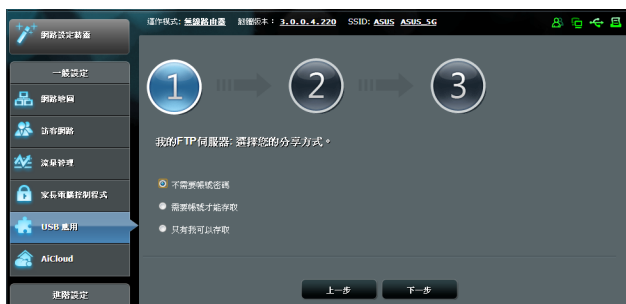 網路設定精靈
運作模式: 無線路由器 韌體版本: 3.0.0.4.220 SSID: ASUS ASUS_5G
一般設定
網路地圖
訪客網路
流量管理
家長電腦控制程式
USB 應用
AiCloud
進階設定
1 2 3
我的FTP伺服器: 選擇您的分享方式。
不需要帳號密碼
需要帳號才能存取
只有我可以存取
上一步 下一步